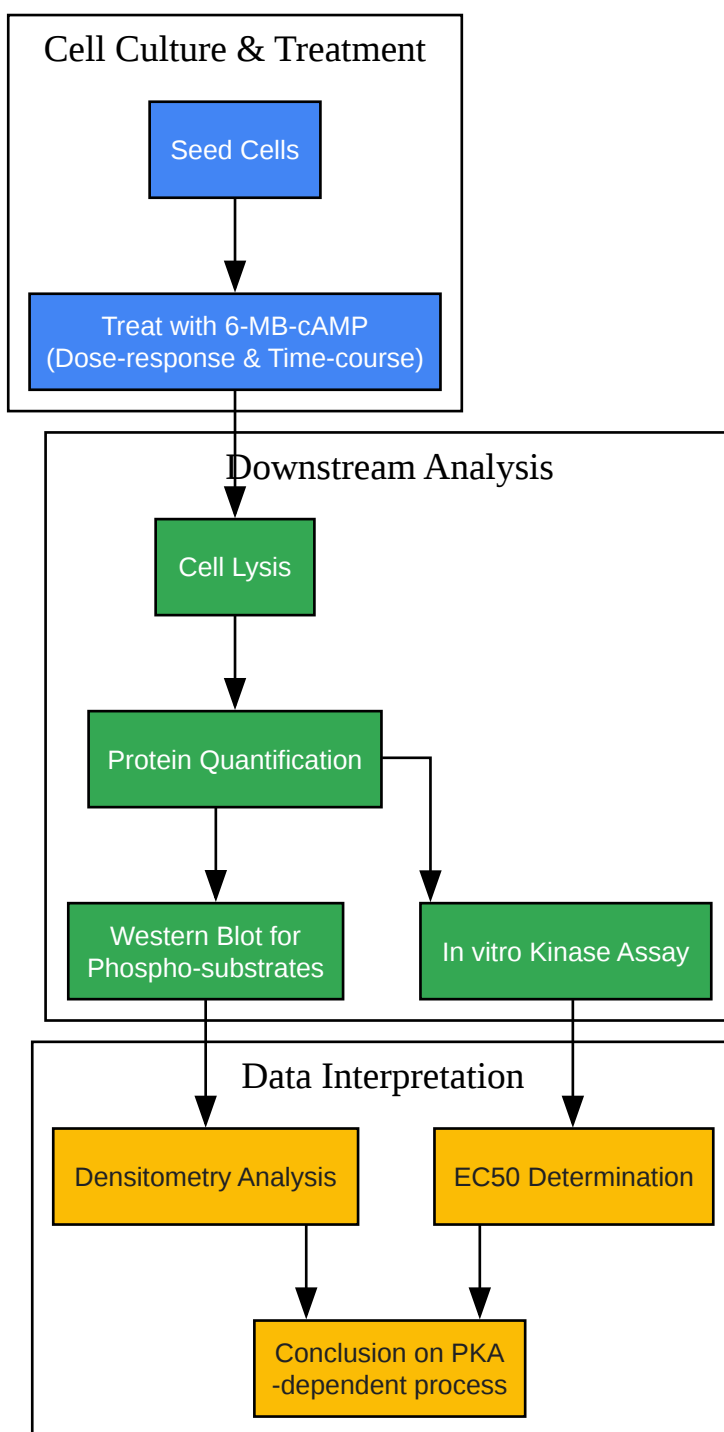 Cell Culture & Treatment
Seed Cells
Treat with 6-MB-cAMP
(Dose-response & Time-course)
Downstream Analysis
Cell Lysis
Protein Quantification
Western Blot for
Phospho-substrates
In vitro Kinase Assay
Data Interpretation
Densitometry Analysis
EC50 Determination
Conclusion on PKA
-dependent process